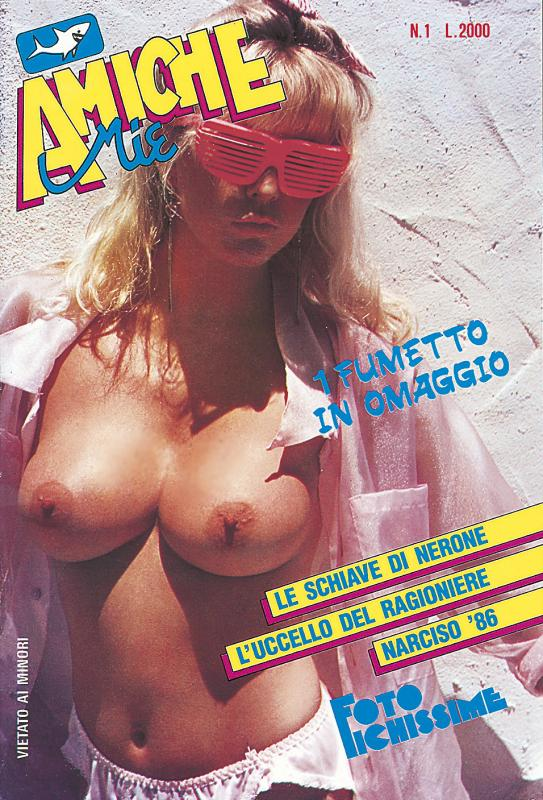 N.1 L.2000
AMICHE
Mie
1 FUMETTO
IN OMAGGIO
LE SCHIAVE DI NERONE
L'UCCELLO DEL RAGIONIERE
NARCISO '86
FOTO
FICHISSIME
VIETATO AI MINORI